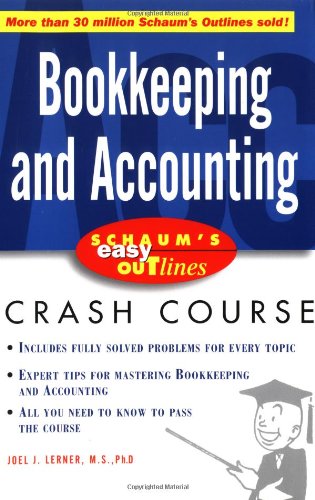 More than 30 million Schaum's Outlines sold!
Bookkeeping
and Accounting
SCHAUM'S
easy
OUTlines
CRASH COURSE
• INCLUDES FULLY SOLVED PROBLEMS FOR EVERY TOPIC
• EXPERT TIPS FOR MASTERING BOOKKEEPING
AND ACCOUNTING
• ALL YOU NEED TO KNOW TO PASS
THE COURSE
JOEL J. LERNER, M.S., Ph.D